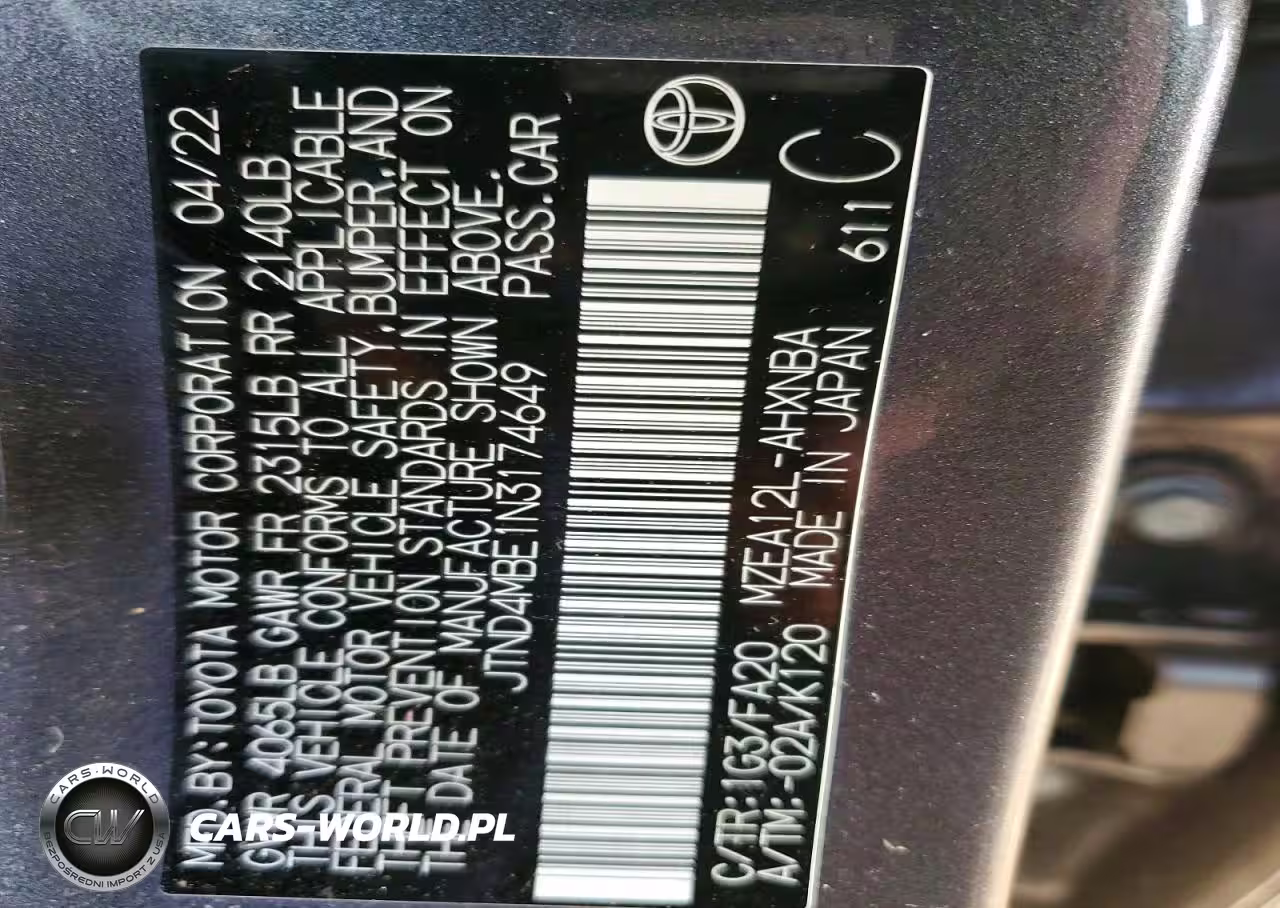 MFD.BY:TOYOTA MOTOR CORPORATION 04/22
GVWR 4065LB GAWR FR 2315LB RR 2140LB
THIS VEHICLE CONFORMS TO ALL APPLICABLE
FEDERAL MOTOR VEHICLE SAFETY,BUMPER,AND
THEFT PREVENTION STANDARDS IN EFFECT ON
THE DATE OF MANUFACTURE SHOWN ABOVE.
JTND4MBE1N3174649 PASS.CAR
C/TR:1G3/FA20 MZEA12L-AHXNBA
A/TM:-02A/K120 MADE IN JAPAN 611 C
CARS-WORLD
CW
BEZPOŚREDNI IMPORT Z USA
CARS-WORLD.PL